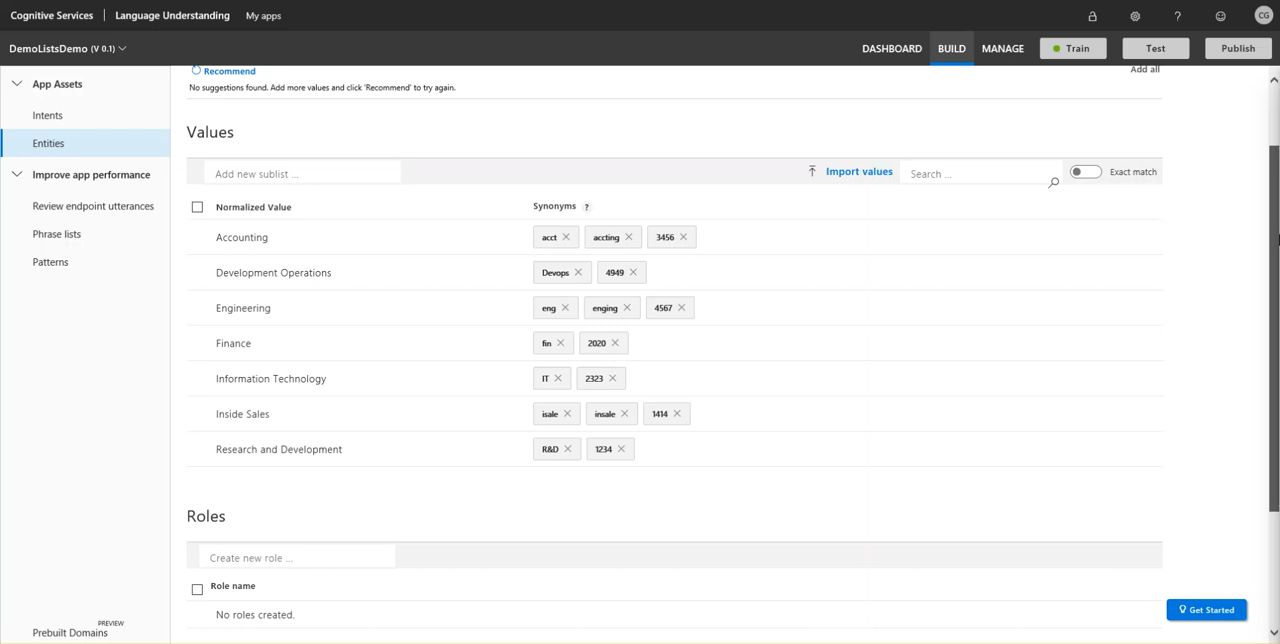 Cognitive Services | Language Understanding My apps CG
DemoListsDemo (V 0.1) DASHBOARD BUILD MANAGE Train Test Publish
App Assets
Intents
Entities
Improve app performance
Review endpoint utterances
Phrase lists
Patterns
PREVIEW
Prebuilt Domains
Recommend Add all
No suggestions found. Add more values and click 'Recommend' to try again.
Values
Add new sublist ... Import values Search ... Exact match
Normalized Value Synonyms ?
Accounting acct accting 3456
Development Operations Devops 4949
Engineering eng enging 4567
Finance fin 2020
Information Technology IT 2323
Inside Sales isale insale 1414
Research and Development R&D 1234
Roles
Create new role ...
Role name
No roles created.
Get Started